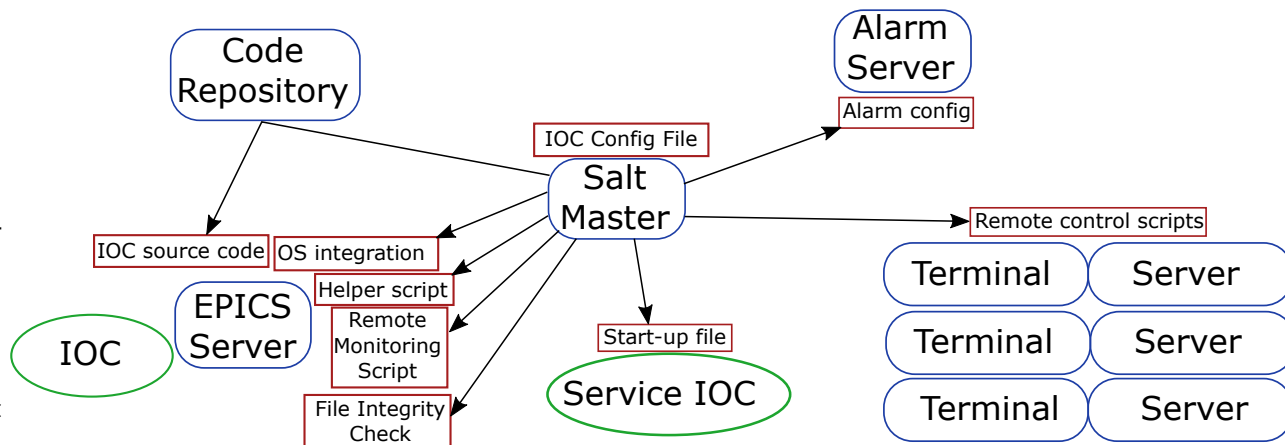 Code
Repository
Alarm
Server
Alarm config
IOC Config File
Salt
Master
IOC source code
OS integration
Helper script
Remote
Monitoring
Script
File Integrity
Check
EPICS
Server
IOC
Start-up file
Service IOC
Remote control scripts
Terminal Server
Terminal Server
Terminal Server